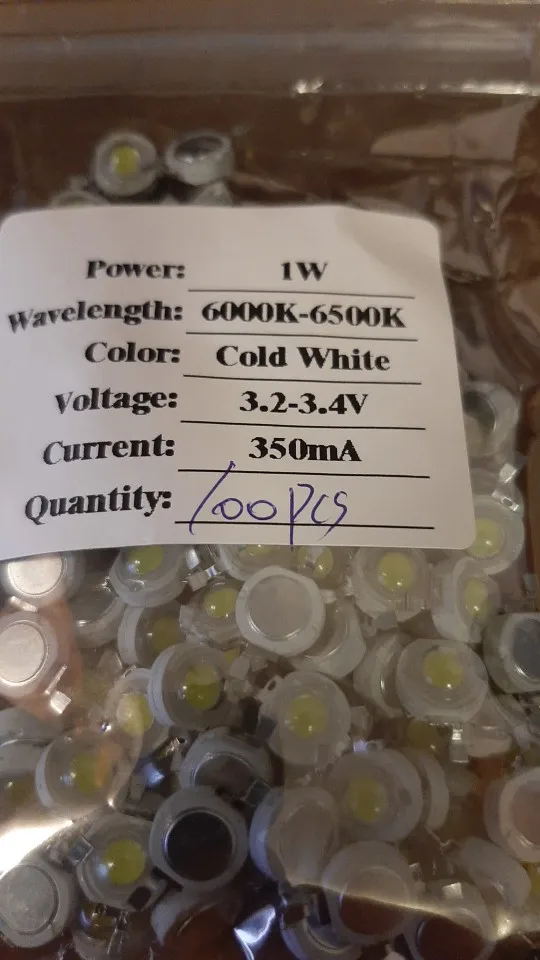 Power: 1W
Wavelength: 6000K-6500K
Color: Cold White
Voltage: 3.2-3.4V
Current: 350mA
Quantity: 100pcs